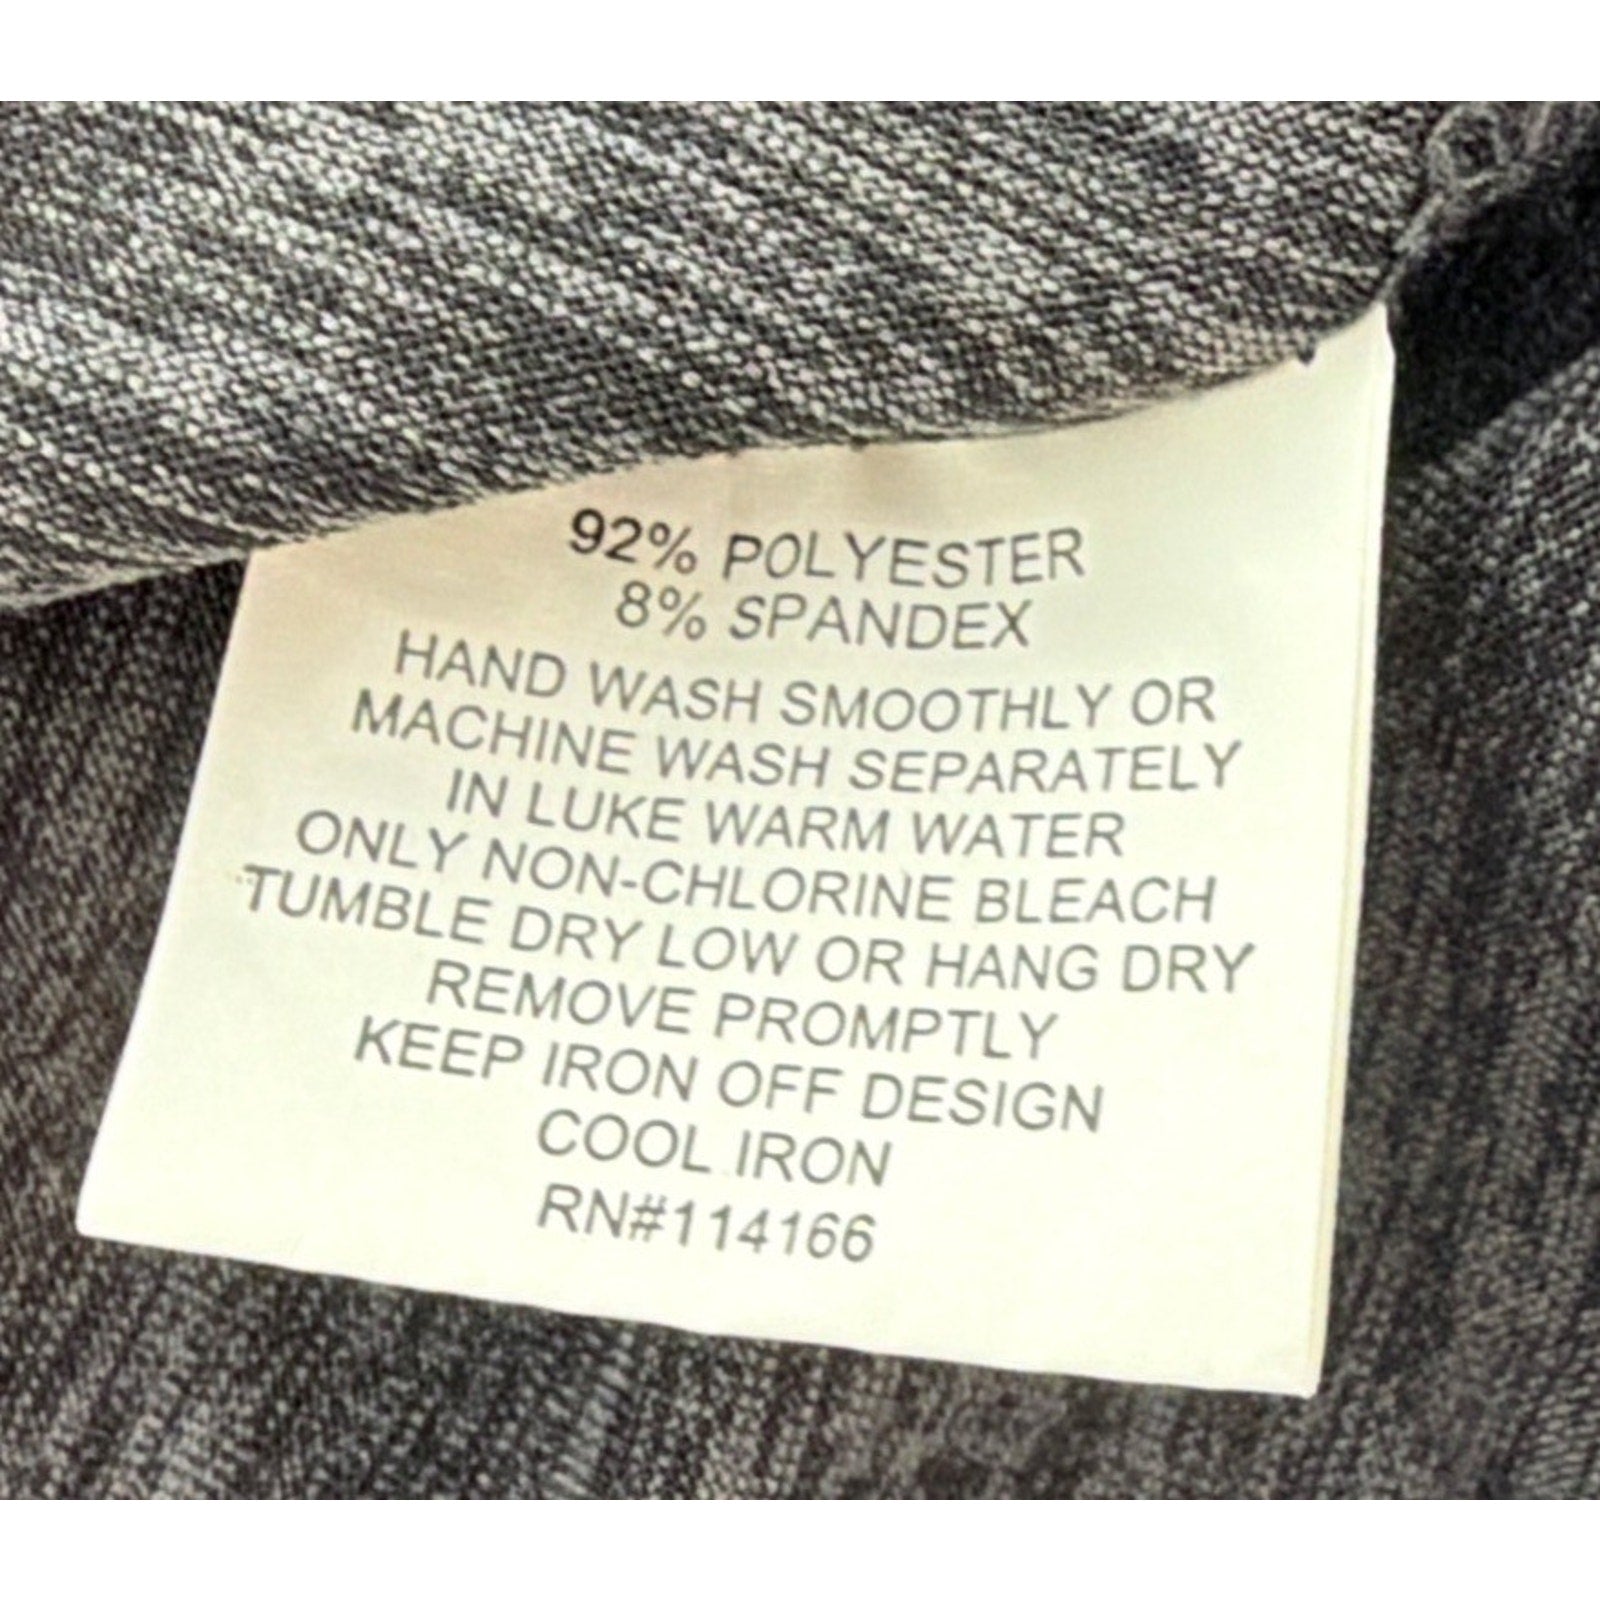 92% POLYESTER
8% SPANDEX
HAND WASH SMOOTHLY OR
MACHINE WASH SEPARATELY
IN LUKE WARM WATER
ONLY NON-CHLORINE BLEACH
TUMBLE DRY LOW OR HANG DRY
REMOVE PROMPTLY
KEEP IRON OFF DESIGN
COOL IRON
RN#114166